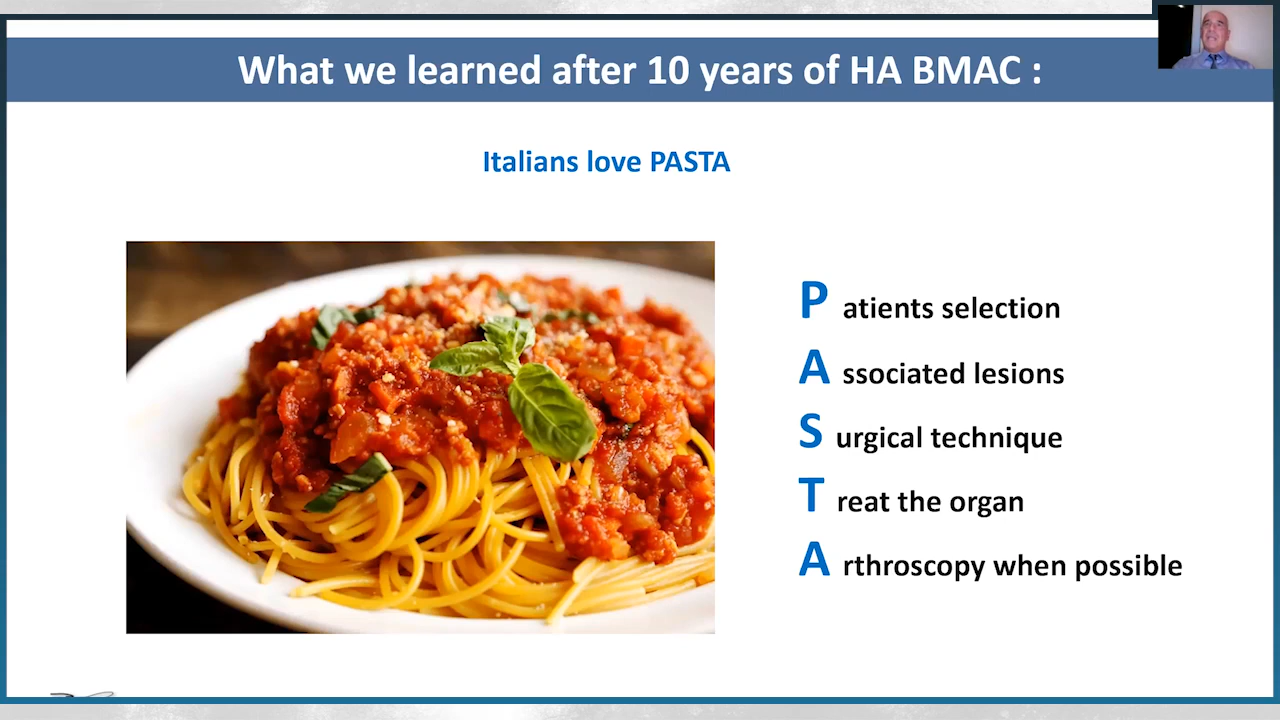 What we learned after 10 years of HA BMAC :
Italians love PASTA
P atients selection
A ssociated lesions
S urgical technique
T reat the organ
A rthroscopy when possible